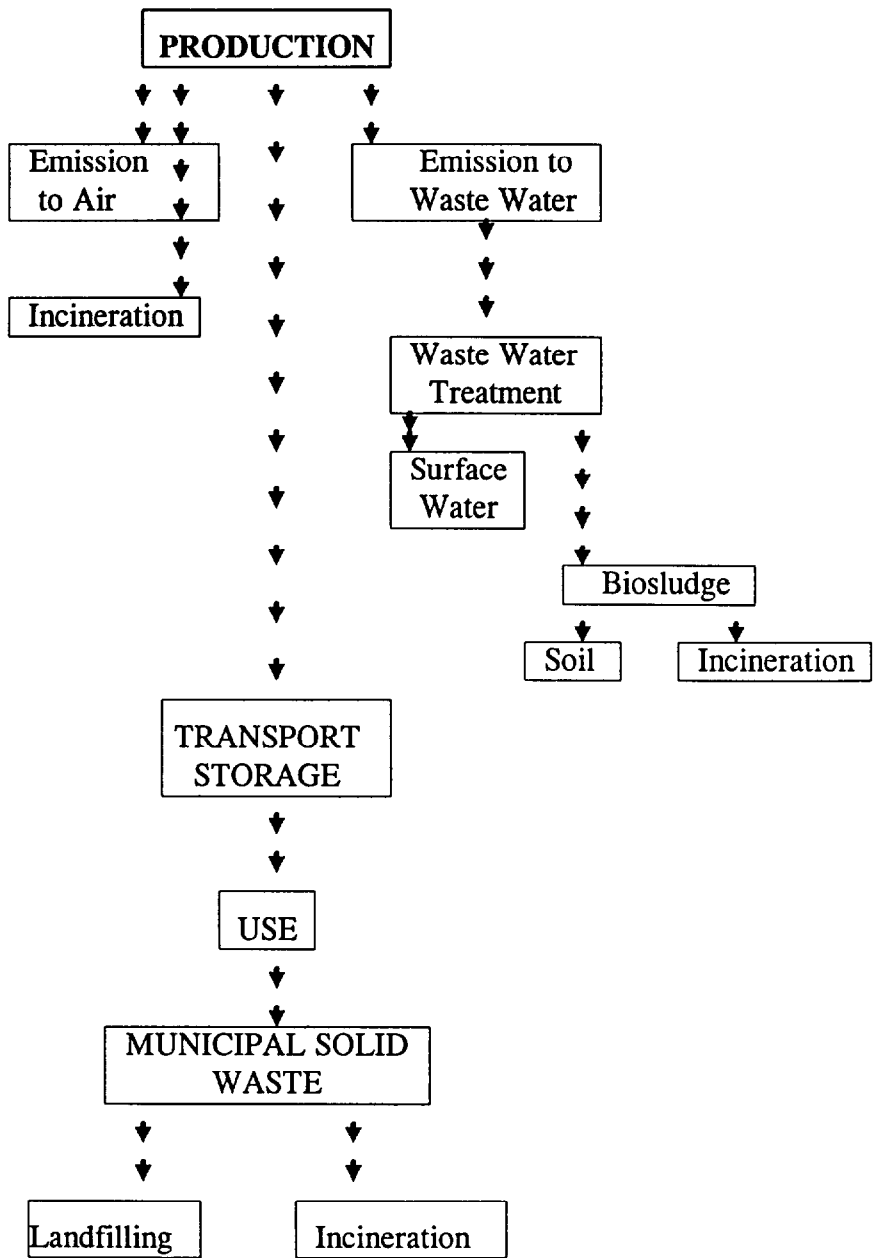 PRODUCTION
Emission
to Air
Emission to
Waste Water
Incineration
Waste Water
Treatment
Surface
Water
Biosludge
Soil
Incineration
TRANSPORT
STORAGE
USE
MUNICIPAL SOLID
WASTE
Landfilling
Incineration